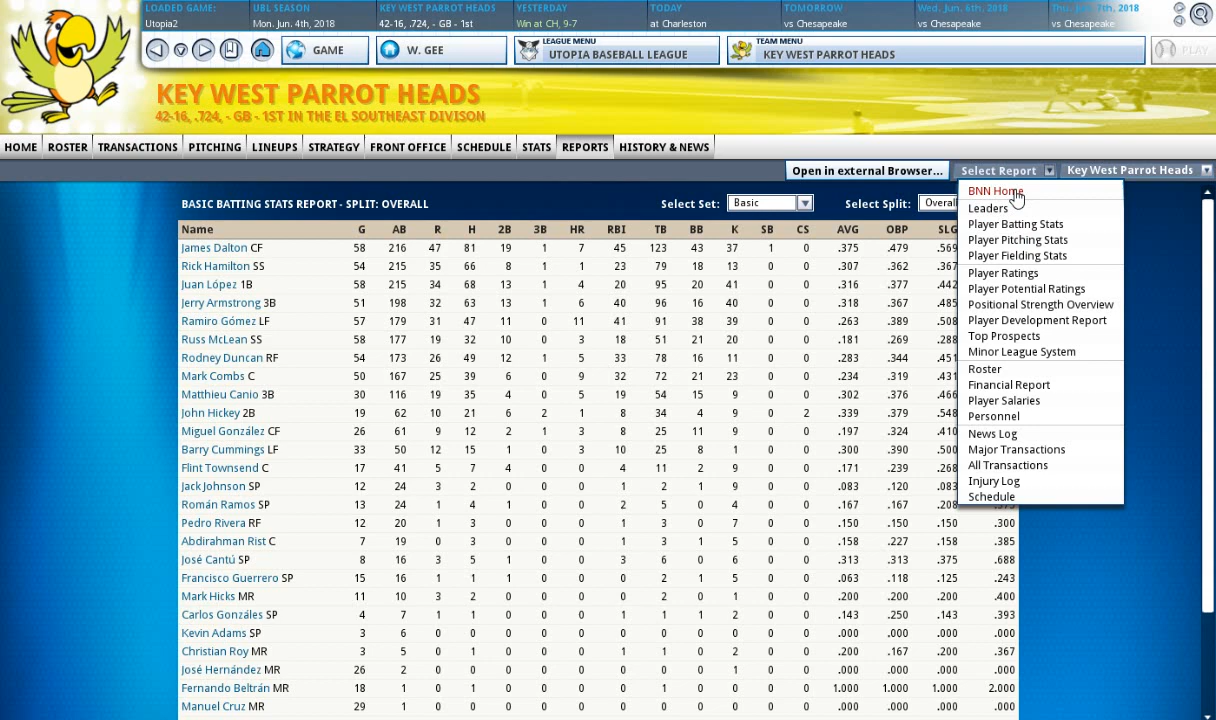 LOADED GAME: UBL SEASON KEY WEST PARROT HEADS YESTERDAY TODAY TOMORROW Wed. Jun. 6th, 2018 Thu. Jun. 7th, 2018
Utopia2 Mon. Jun. 4th, 2018 42-16, .724, - GB - 1st Win at CH, 9-7 at Charleston vs Chesapeake vs Chesapeake vs Chesapeake
GAME W. GEE LEAGUE MENU UTOPIA BASEBALL LEAGUE TEAM MENU KEY WEST PARROT HEADS PLAY
KEY WEST PARROT HEADS
42-16, .724, - GB - 1ST IN THE EL SOUTHEAST DIVISON
HOME ROSTER TRANSACTIONS PITCHING LINEUPS STRATEGY FRONT OFFICE SCHEDULE STATS REPORTS HISTORY & NEWS
Open in external Browser... Select Report Key West Parrot Heads
BASIC BATTING STATS REPORT - SPLIT: OVERALL Select Set: Basic Select Split: Overall
Name G AB R H 2B 3B HR RBI TB BB K SB CS AVG OBP SLG
James Dalton CF 58 216 47 81 19 1 7 45 123 43 37 1 0 .375 .479 .569
Rick Hamilton SS 54 215 35 66 8 1 1 23 79 18 13 0 0 .307 .362 .367
Juan López 1B 58 215 34 68 13 1 4 20 95 20 41 0 0 .316 .377 .442
Jerry Armstrong 3B 51 198 32 63 13 1 6 40 96 16 40 0 0 .318 .367 .485
Ramiro Gómez LF 57 179 31 47 11 0 11 41 91 38 39 0 0 .263 .389 .508
Russ McLean SS 58 177 19 32 10 0 3 18 51 21 20 0 0 .181 .269 .288
Rodney Duncan RF 54 173 26 49 12 1 5 33 78 16 11 0 0 .283 .344 .451
Mark Combs C 50 167 25 39 6 0 9 32 72 21 23 0 0 .234 .319 .431
Matthieu Canio 3B 30 116 19 35 4 0 5 19 54 15 9 0 0 .302 .376 .466
John Hickey 2B 19 62 10 21 6 2 1 8 34 4 9 0 2 .339 .379 .548
Miguel González CF 26 61 9 12 2 1 3 8 25 11 9 0 0 .197 .324 .410
Barry Cummings LF 33 50 12 15 1 0 3 10 25 8 1 0 0 .300 .390 .500
Flint Townsend C 17 41 5 7 4 0 0 4 11 2 9 0 0 .171 .239 .268
Jack Johnson SP 12 24 3 2 0 0 0 1 2 1 9 0 0 .083 .120 .083
Román Ramos SP 13 24 1 4 1 0 0 2 5 0 4 0 0 .167 .167 .208
Pedro Rivera RF 12 20 1 3 0 0 0 1 3 0 7 0 0 .150 .150 .150 .300
Abdirahman Rist C 7 19 0 3 0 0 0 1 3 1 5 0 0 .158 .227 .158 .385
José Cantú SP 8 16 3 5 1 0 0 3 6 0 6 0 0 .313 .313 .375 .688
Francisco Guerrero SP 15 16 1 1 1 0 0 0 2 1 5 0 0 .063 .118 .125 .243
Mark Hicks MR 11 10 3 2 0 0 0 0 2 0 1 0 0 .200 .200 .200 .400
Carlos Gonzáles SP 4 7 1 1 0 0 0 1 1 1 2 0 0 .143 .250 .143 .393
Kevin Adams SP 3 6 0 0 0 0 0 0 0 0 0 0 0 .000 .000 .000 .000
Christian Roy MR 3 5 0 1 0 0 0 1 1 0 2 0 0 .200 .167 .200 .367
José Hernández MR 26 2 0 0 0 0 0 0 0 0 1 0 0 .000 .000 .000 .000
Fernando Beltrán MR 18 1 0 1 0 0 0 0 1 0 0 0 0 1.000 1.000 1.000 2.000
Manuel Cruz MR 29 1 0 0 0 0 0 0 0 0 0 0 0 .000 .000 .000 .000
BNN Home
Leaders
Player Batting Stats
Player Pitching Stats
Player Fielding Stats
Player Ratings
Player Potential Ratings
Positional Strength Overview
Player Development Report
Top Prospects
Minor League System
Roster
Financial Report
Player Salaries
Personnel
News Log
Major Transactions
All Transactions
Injury Log
Schedule